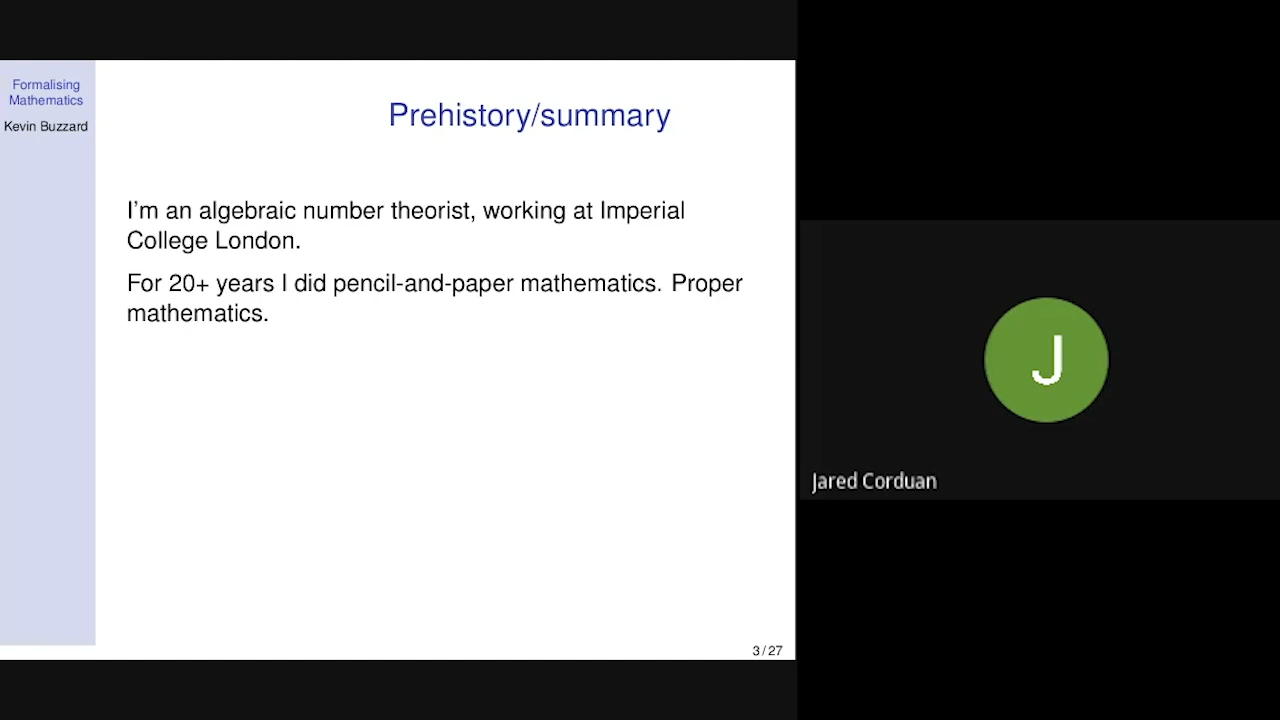 Formalising
Mathematics
Kevin Buzzard
Prehistory/summary
I'm an algebraic number theorist, working at Imperial
College London.
For 20+ years I did pencil-and-paper mathematics. Proper
mathematics.
3 / 27
J
Jared Corduan